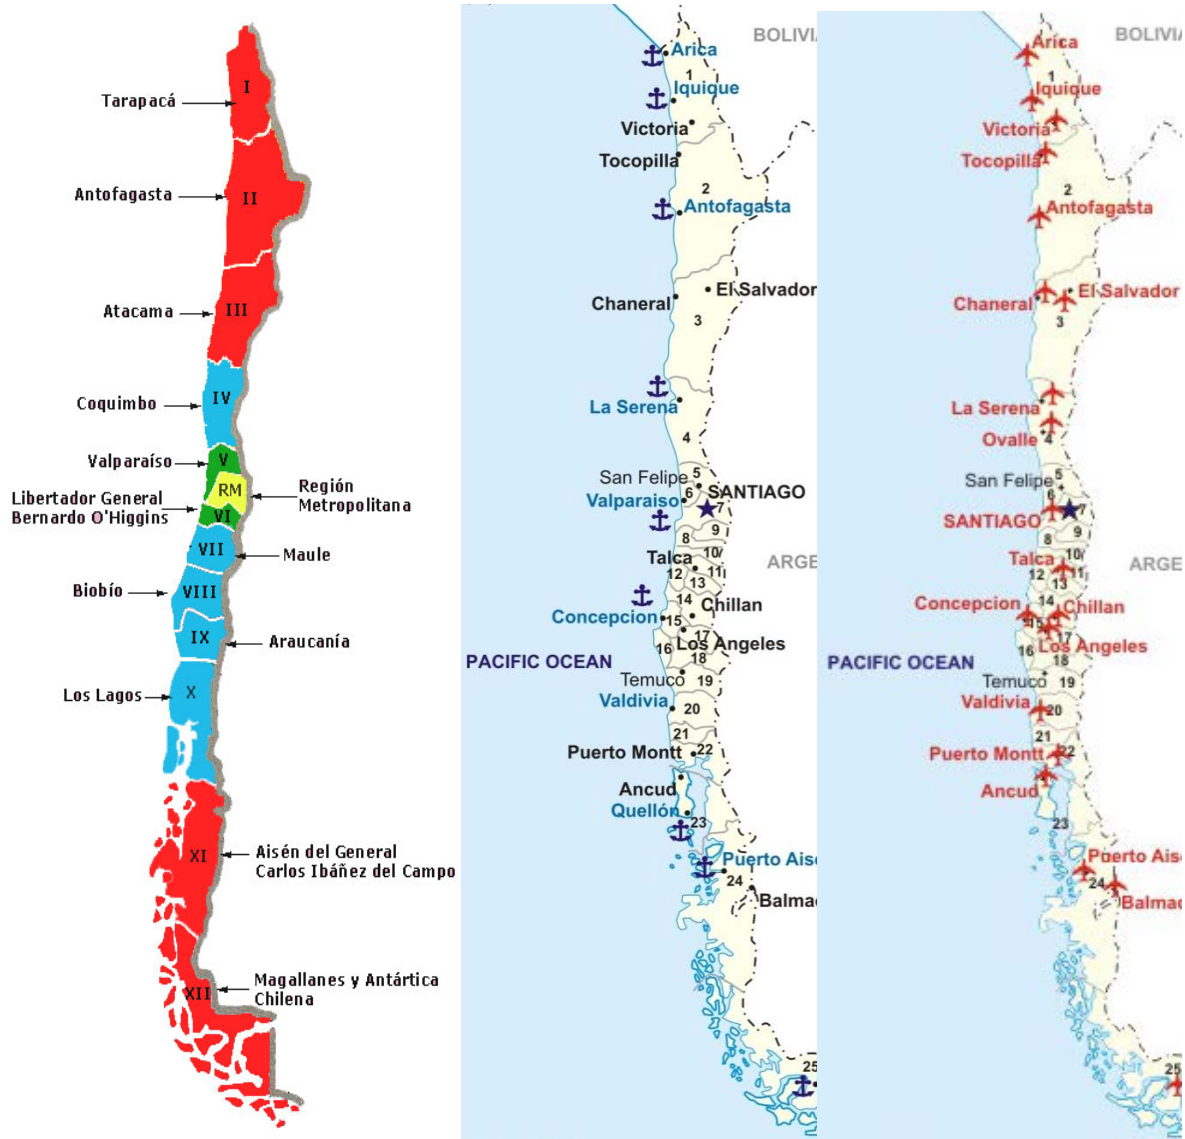 I
Tarapacá
Antofagasta
II
Atacama
III
Coquimbo
IV
Valparaíso
V
RM
Región
Metropolitana
Libertador General
Bernardo O'Higgins
VI
VII
Maule
Biobío
VIII
IX
Araucanía
Los Lagos
X
XI
Aisén del General
Carlos Ibáñez del Campo
XII
Magallanes y Antártica
Chilena
BOLIVI
Arica
1
Iquique
Victoria
Tocopilla
2
Antofagasta
El Salvador
Chaneral
3
La Serena
4
5
San Felipe
6
SANTIAGO
Valparaiso
7
9
8
10
Talca
ARGE
11
12
13
14
Chillan
Concepcion
15
17
16
Los Angeles
PACIFIC OCEAN
18
Temuco
19
Valdivia
20
21
Puerto Montt
22
Ancud
Quellón
23
Puerto Aise
24
Balmac
25
BOLIVI
Arica
1
Iquique
Victoria
Tocopilla
2
Antofagasta
El Salvador
Chaneral
3
La Serena
Ovalle
4
5
San Felipe
6
7
SANTIAGO
9
8
10
Talca
ARGE
11
12
13
14
Concepcion
Chillan
15
17
16
Los Angeles
PACIFIC OCEAN
18
Temuco
19
Valdivia
20
21
Puerto Montt
22
Ancud
23
Puerto Aise
24
Balmac
25